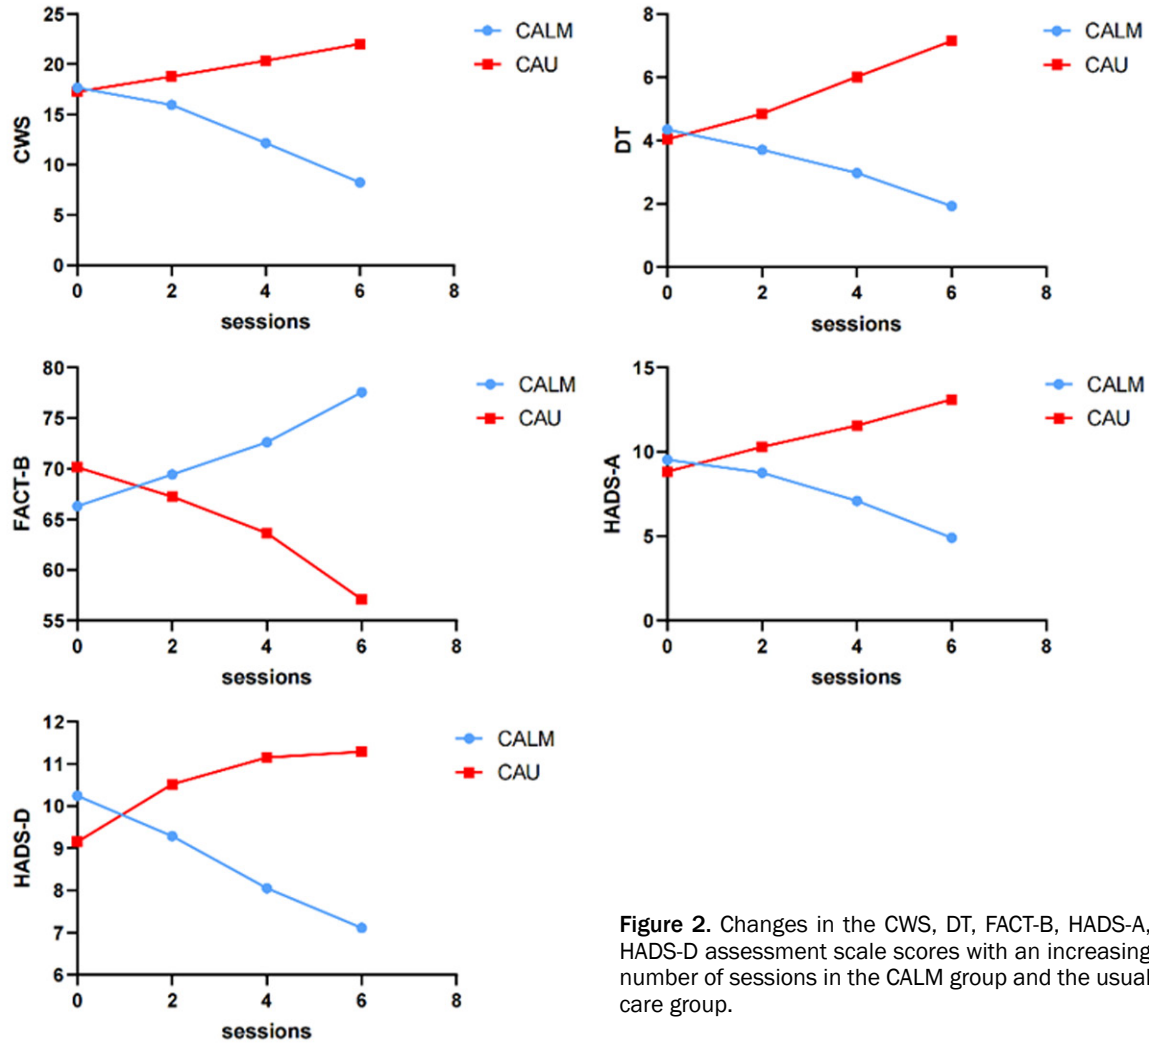 25
20
15
10
5
0
CWS
0 2 4 6 8
sessions
CALM
CAU
8
6
4
2
0
DT
0 2 4 6 8
sessions
CALM
CAU
80
75
70
65
60
55
FACT-B
0 2 4 6 8
sessions
CALM
CAU
15
10
5
0
HADS-A
0 2 4 6 8
sessions
CALM
CAU
12
11
10
9
8
7
6
HADS-D
0 2 4 6 8
sessions
CALM
CAU
Figure 2. Changes in the CWS, DT, FACT-B, HADS-A,
HADS-D assessment scale scores with an increasing
number of sessions in the CALM group and the usual
care group.